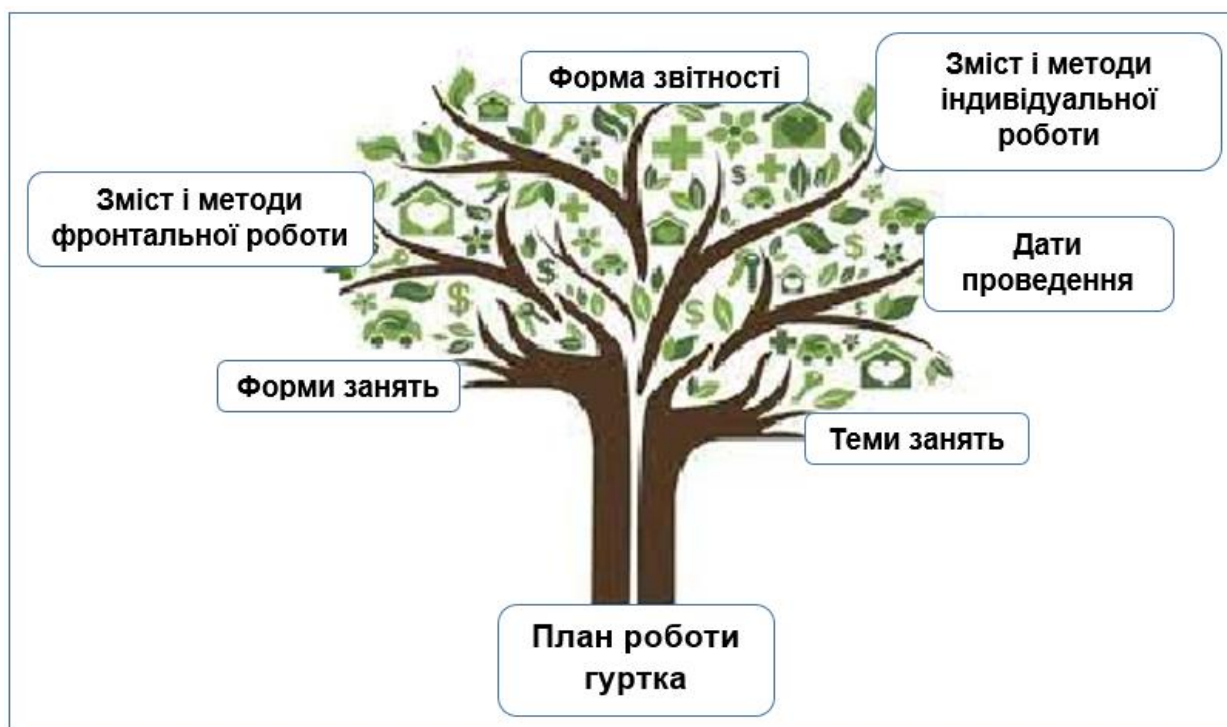 Форма звітності
Зміст і методи
індивідуальної
роботи
Зміст і методи
фронтальної роботи
Дати
проведення
Форми занять
Теми занять
План роботи
гуртка